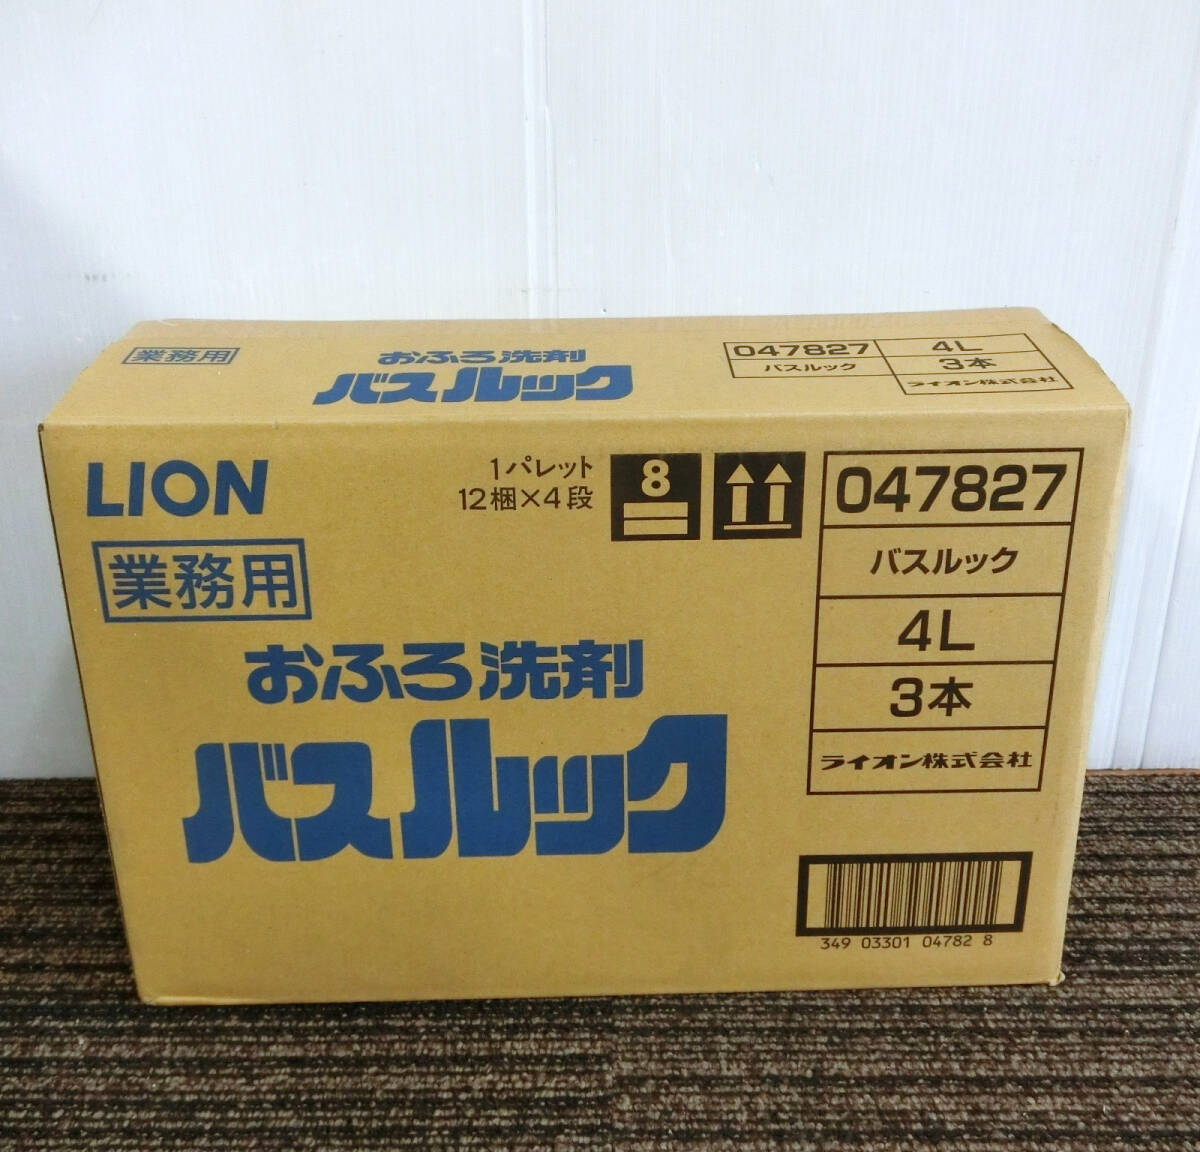 業務用
おふろ洗剤
バスルック
047827
バスルック
4L
3本
ライオン株式会社
LION
業務用
1パレット
12梱×4段
8
おふろ洗剤
バスルック
047827
バスルック
4L
3本
ライオン株式会社
349 03301 04782 8